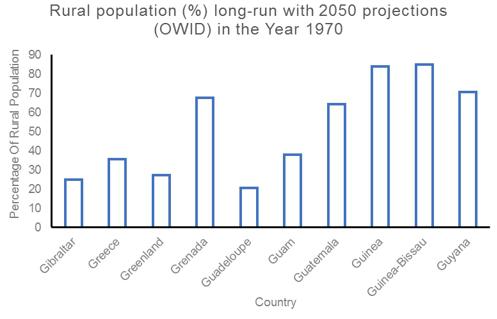 Rural population (%) long-run with 2050 projections
(OWID) in the Year 1970
Percentage Of Rural Population
90
80
70
60
50
40
30
20
10
0
Gibraltar
Greece
Greenland
Grenada
Guadeloupe
Guam
Guatemala
Guinea
Guinea-Bissau
Guyana
Country